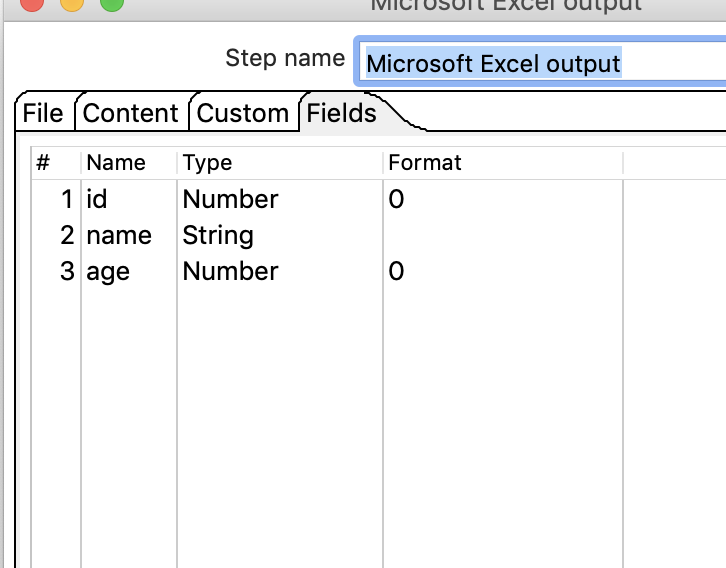 Microsoft Excel output
Step name Microsoft Excel output
File Content Custom Fields
# Name Type Format
1 id Number 0
2 name String
3 age Number 0